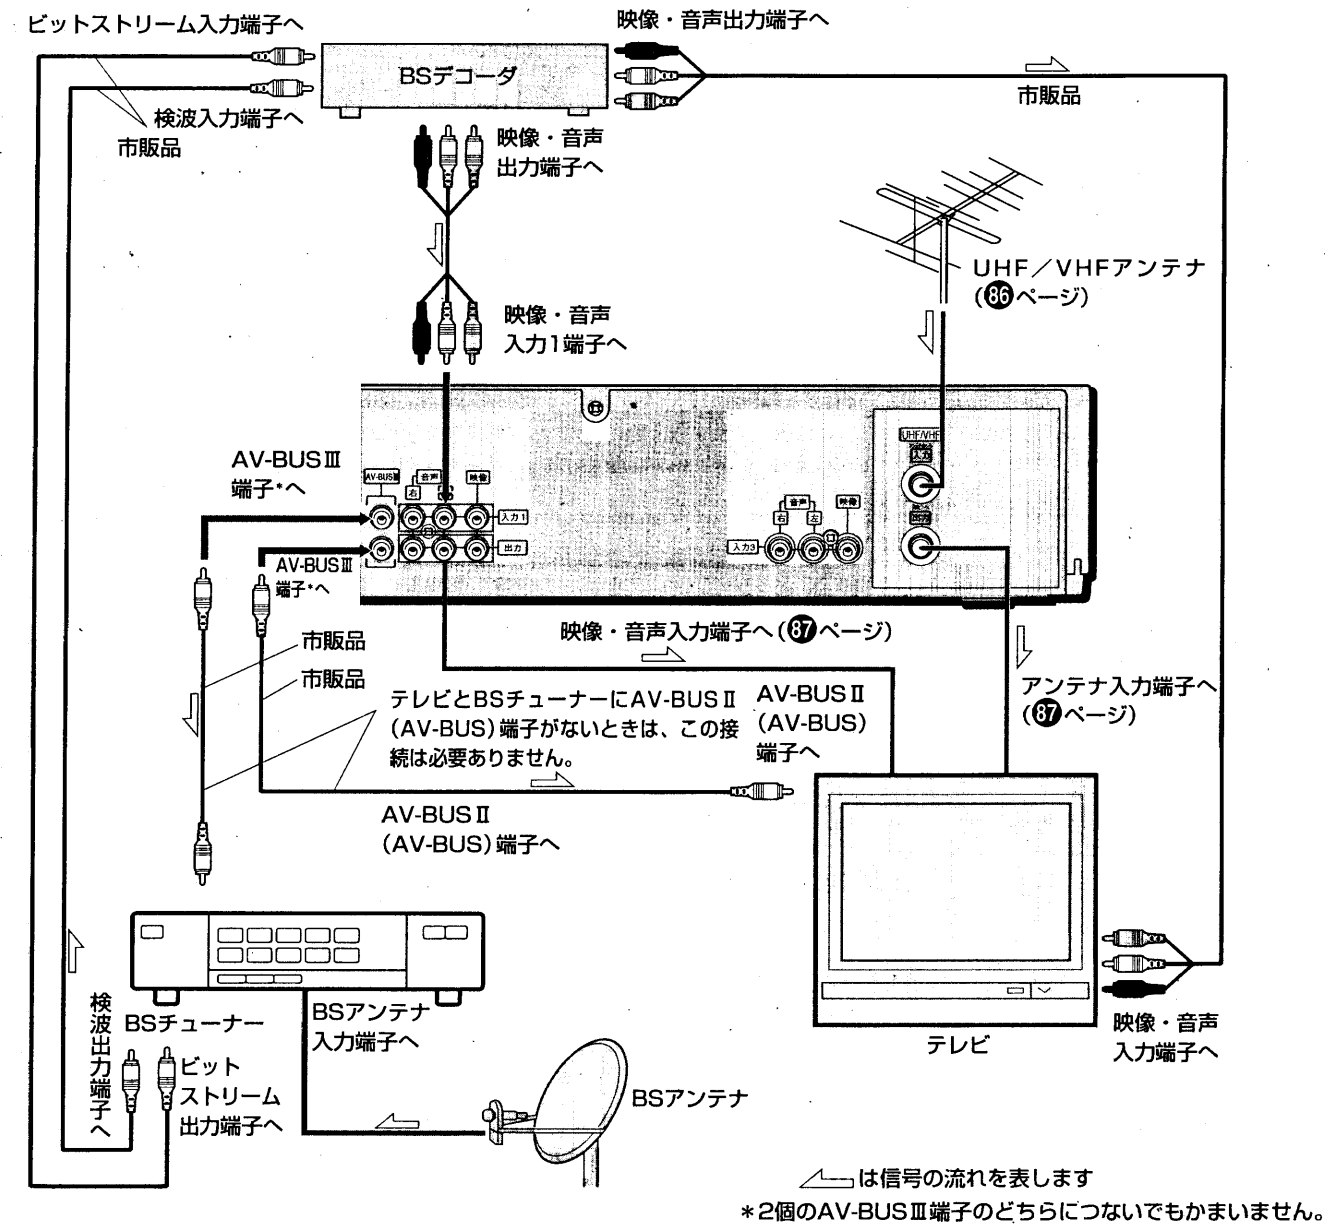 ビットストリーム入力端子へ
映像・音声出力端子へ
BSデコーダ
検波入力端子へ
市販品
市販品
映像・音声
出力端子へ
UHF/VHFアンテナ
(86ページ)
映像・音声
入力1端子へ
AV-BUSⅢ
端子*へ
AV-BUSⅢ
音声
映像
右
入力1
出力
UHF/VHF
入力
出力
音声
映像
右
左
入力3
AV-BUSⅢ
端子*へ
映像・音声入力端子へ(87ページ)
市販品
市販品
テレビとBSチューナーにAV-BUSⅡ
(AV-BUS)端子がないときは、この接
続は必要ありません。
AV-BUSⅡ
(AV-BUS)
端子へ
アンテナ入力端子へ
(87ページ)
AV-BUSⅡ
(AV-BUS)端子へ
検波出力端子へ
BSチューナー
BSアンテナ
入力端子へ
テレビ
映像・音声
入力端子へ
ビット
ストリーム
出力端子へ
BSアンテナ
は信号の流れを表します
*2個のAV-BUSⅢ端子のどちらにつないでもかまいません。